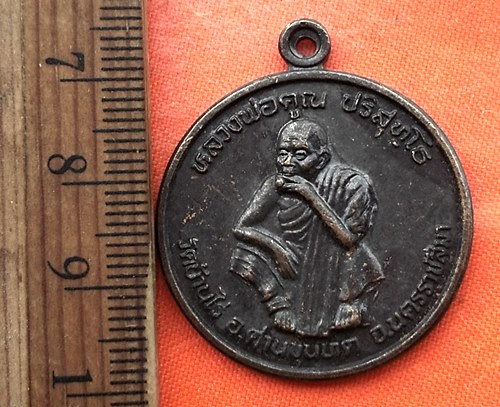 หลวงพ่อคูณ ปริสุทฺโธ
วัดบ้านไร่ อ.ด่านขุนทด จ.นครราชสีมา
7
8
9
1